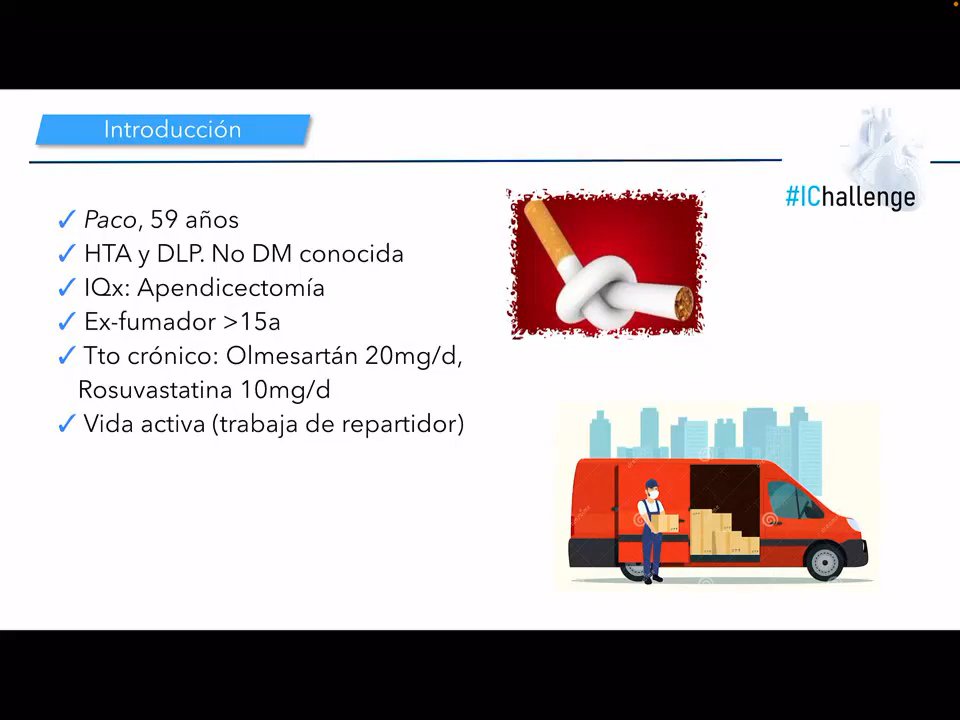 Introducción
#IChallenge
✓ Paco, 59 años
✓ HTA y DLP. No DM conocida
✓ IQx: Apendicectomía
✓ Ex-fumador >15a
✓ Tto crónico: Olmesartán 20mg/d,
Rosuvastatina 10mg/d
✓ Vida activa (trabaja de repartidor)